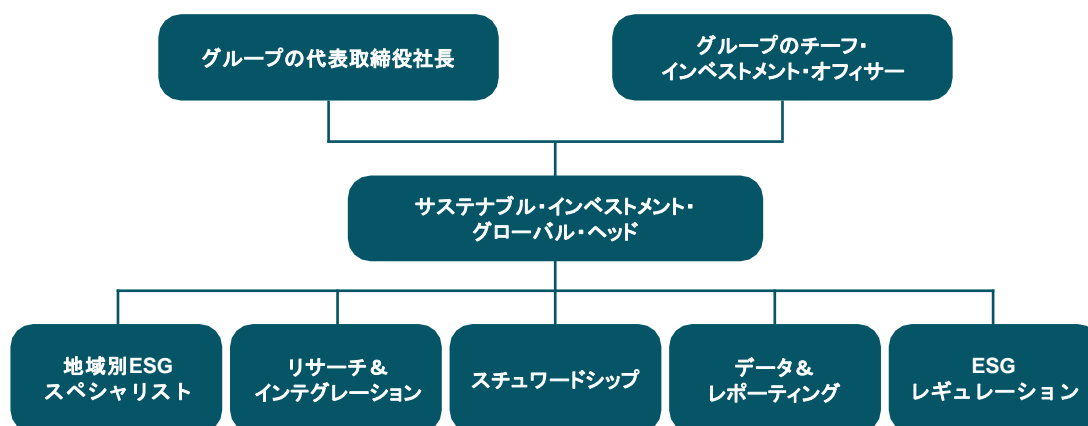 グループの代表取締役社長
グループのチーフ・
インベストメント・オフィサー
サステナブル・インベストメント・
グローバル・ヘッド
地域別ESG
スペシャリスト
リサーチ＆
インテグレーション
スチュワードシップ
データ＆
レポーティング
ESG
レギュレーション